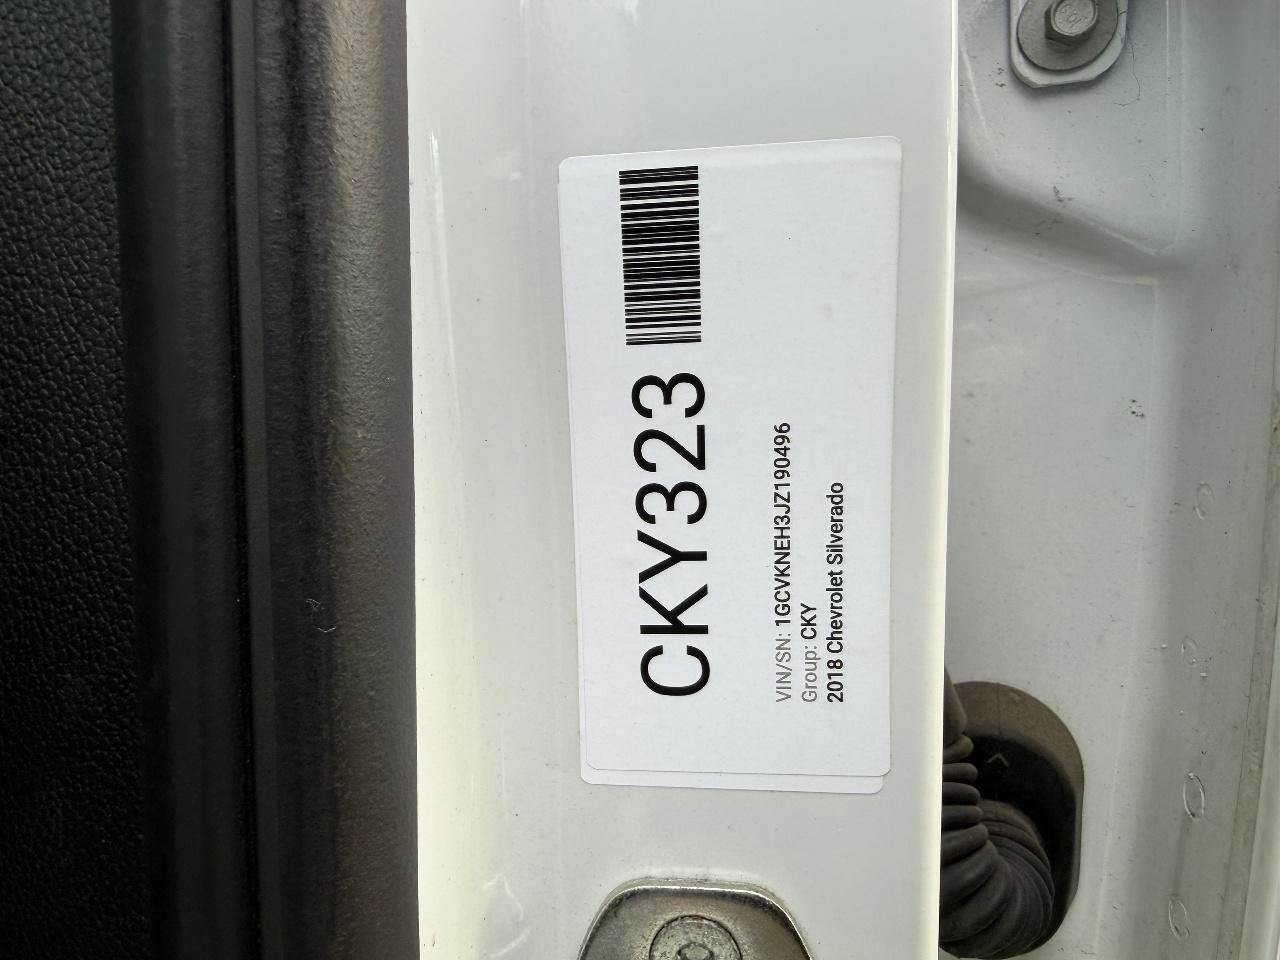 CKY323
VIN/SN: 1GCVKNEH3JZ190496
Group: CKY
2018 Chevrolet Silverado